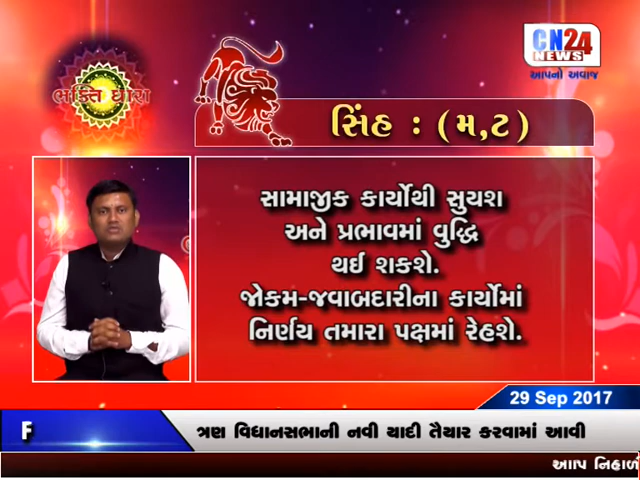 CN24
NEWS
આપનો અવાજ
ભક્તિ ધારા
સિંહ : (મ,ટ)
સામાજીક કાર્યોથી સુયશ
અને પ્રભાવમાં વુદ્ધિ
થઈ શકશે.
જોકમ-જવાબદારીના કાર્યોમાં
નિર્ણય તમારા પક્ષમાં રેહશે.
29 Sep 2017
F
ત્રણ વિધાનસભાની નવી યાદી તૈયાર કરવામાં આવી
આપ નિહાળી